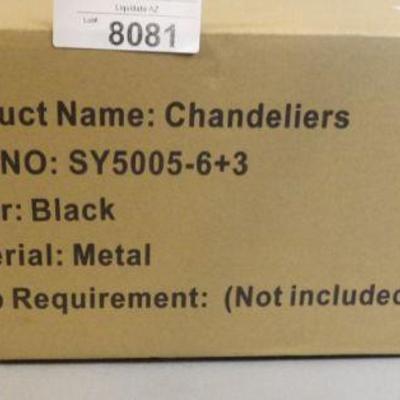 Liquidate AZ
Lot# 8081
uct Name: Chandeliers
NO: SY5005-6+3
r: Black
erial: Metal
Requirement: (Not included